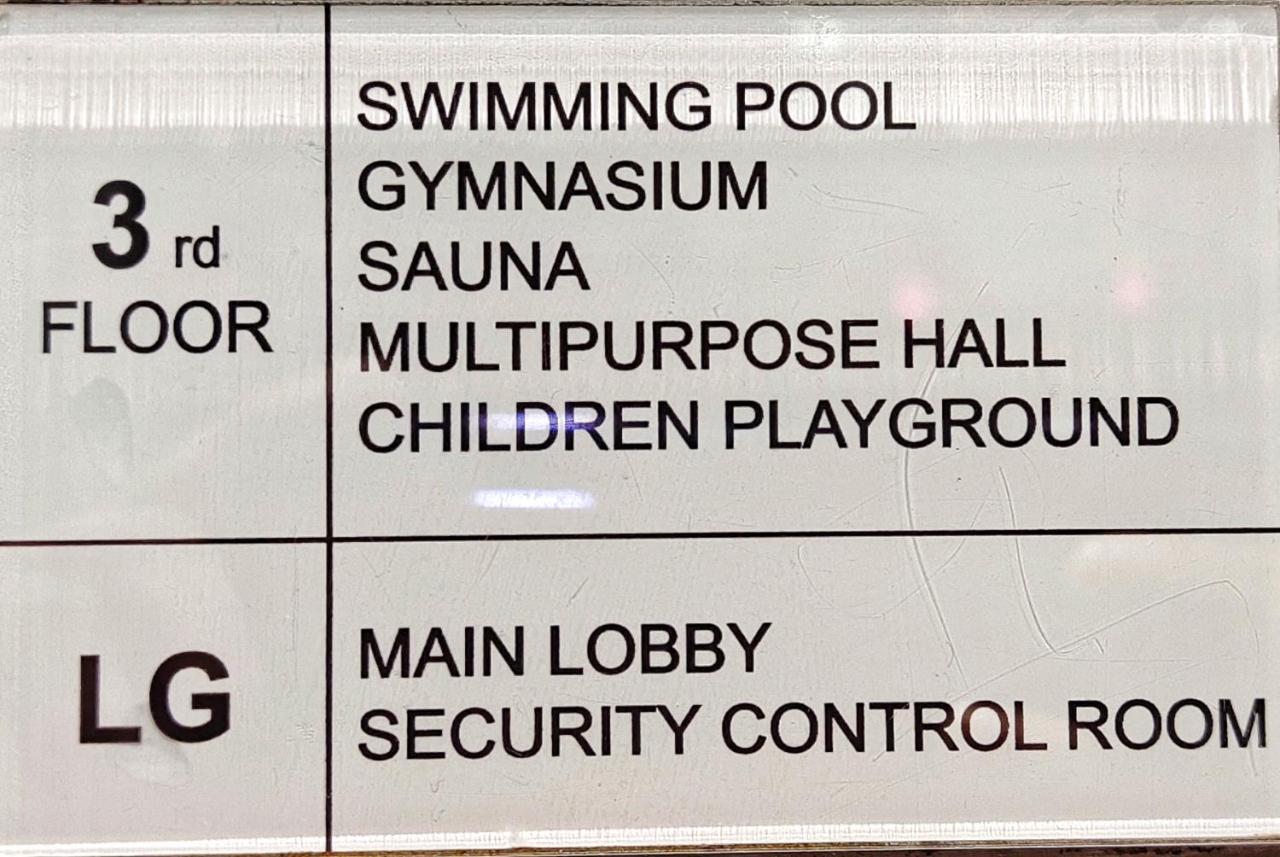 3 rd
FLOOR
SWIMMING POOL
GYMNASIUM
SAUNA
MULTIPURPOSE HALL
CHILDREN PLAYGROUND
LG
MAIN LOBBY
SECURITY CONTROL ROOM